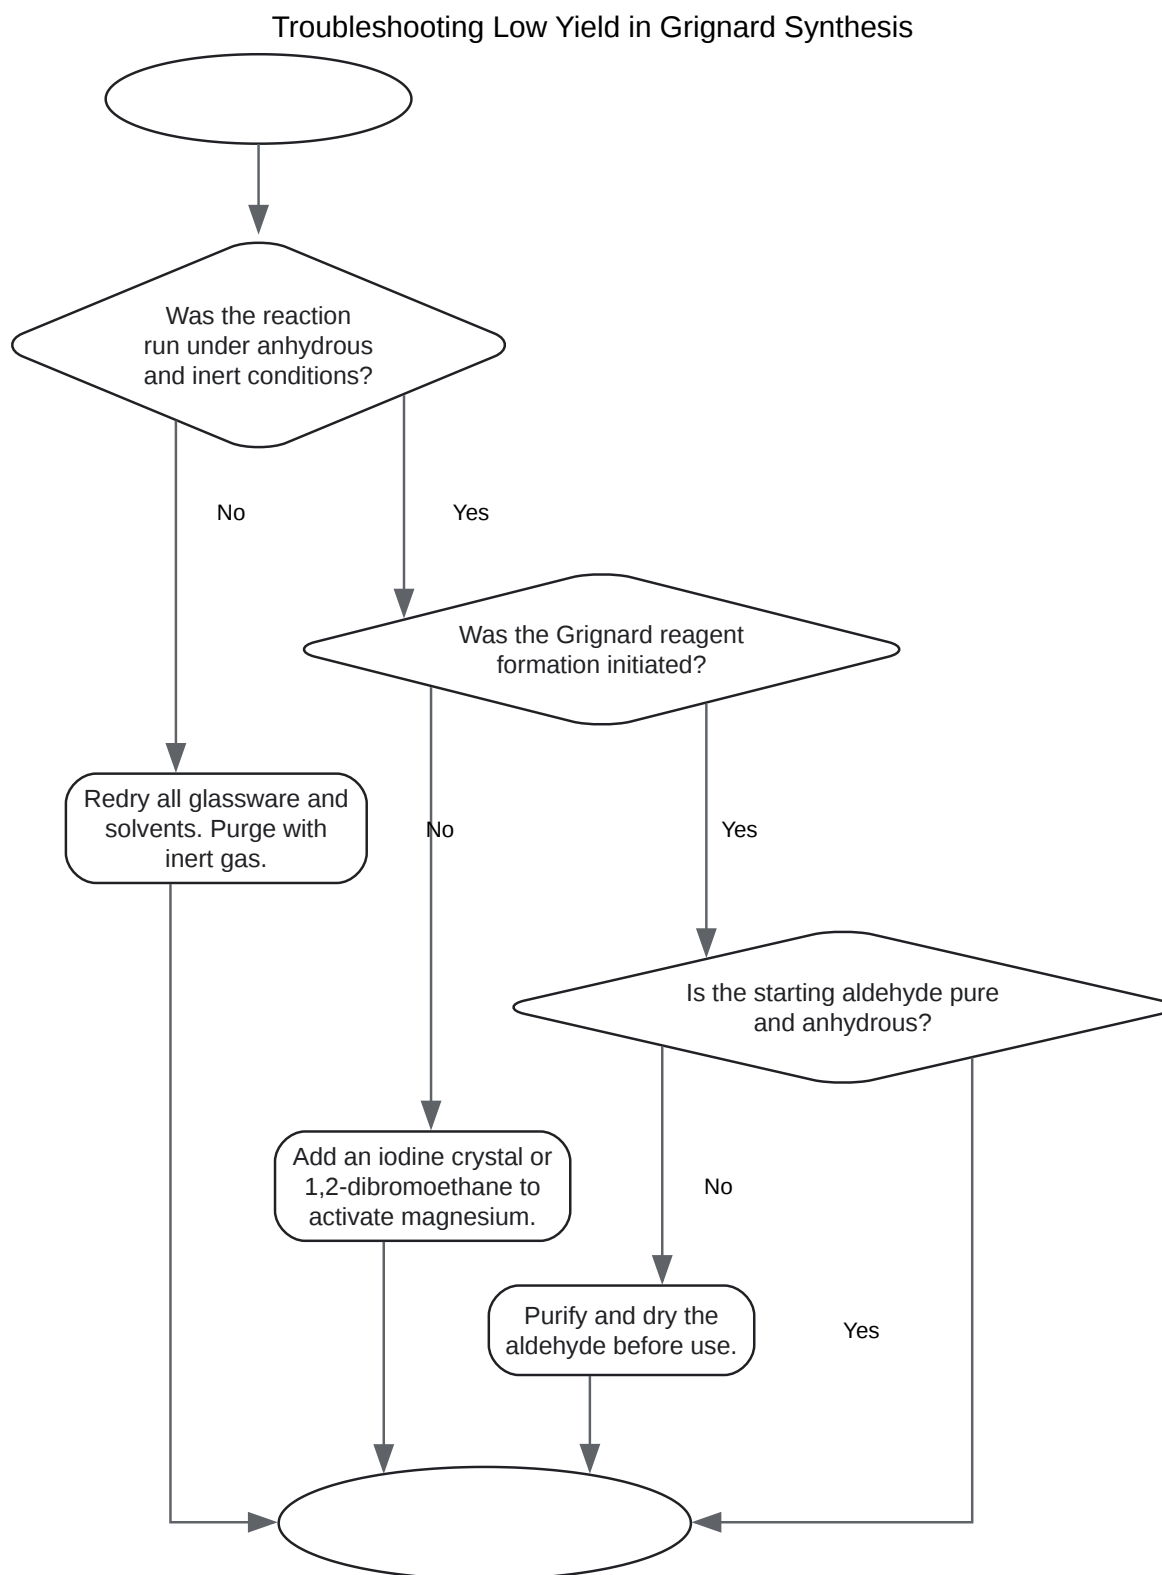 Troubleshooting Low Yield in Grignard Synthesis
Was the reaction
run under anhydrous
and inert conditions?
No
Yes
Was the Grignard reagent
formation initiated?
Redry all glassware and
solvents. Purge with
inert gas.
No
Yes
Is the starting aldehyde pure
and anhydrous?
Add an iodine crystal or
1,2-dibromoethane to
activate magnesium.
No
Purify and dry the
aldehyde before use.
Yes